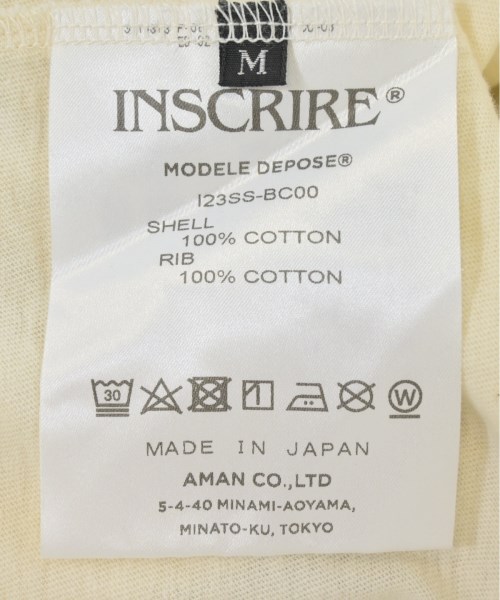 M
INSCRIRE®
MODELE DEPOSE®
I23SS-BC00
SHELL
100% COTTON
RIB
100% COTTON
30
W
MADE IN JAPAN
AMAN CO.,LTD
5-4-40 MINAMI-AOYAMA,
MINATO-KU, TOKYO